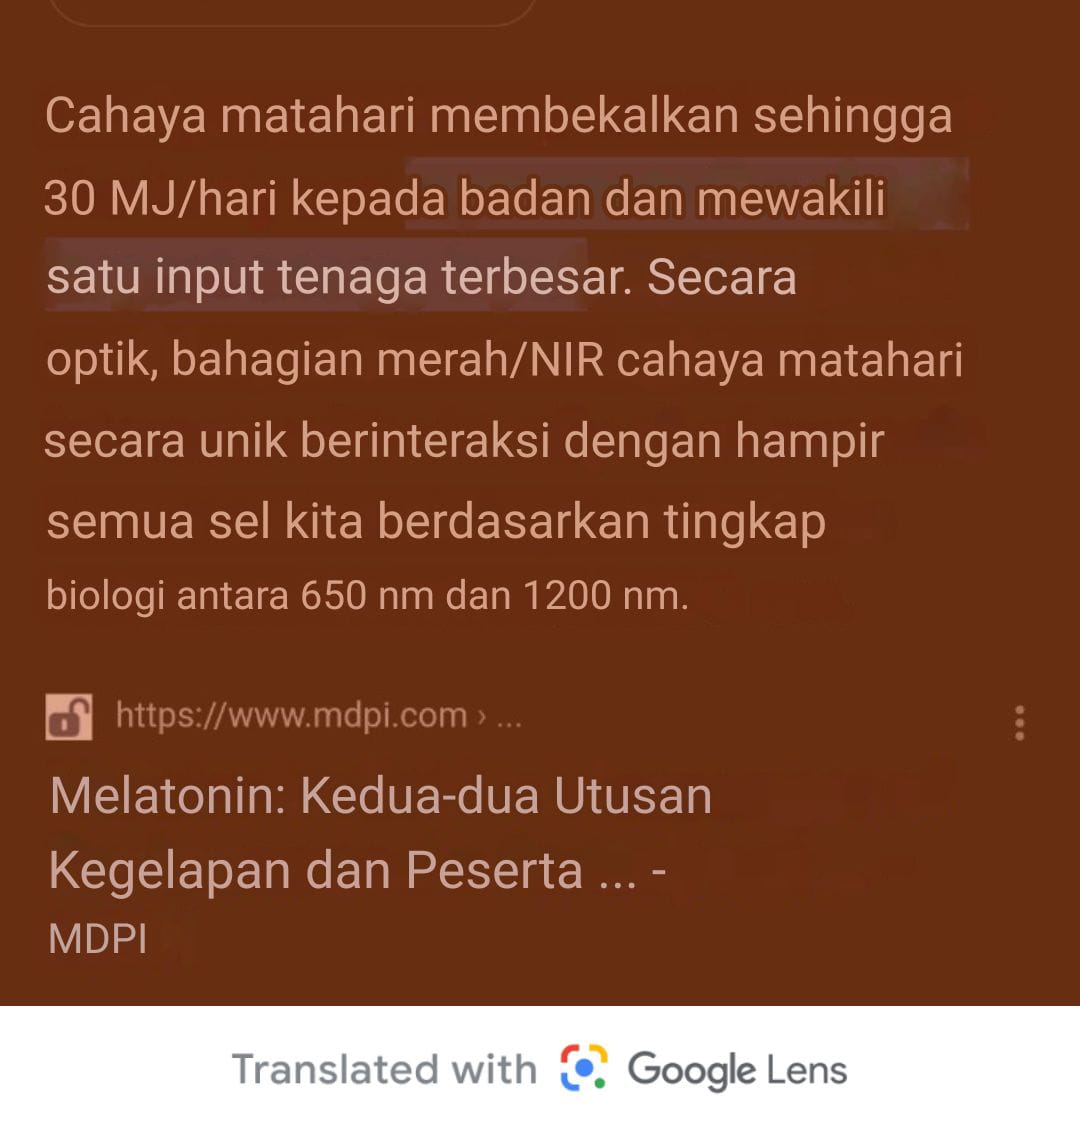 Cahaya matahari membekalkan sehingga
30 MJ/hari kepada badan dan mewakili
satu input tenaga terbesar. Secara
optik, bahagian merah/NIR cahaya matahari
secara unik berinteraksi dengan hampir
semua sel kita berdasarkan tingkap
biologi antara 650 nm dan 1200 nm.
https://www.mdpi.com › ...
Melatonin: Kedua-dua Utusan
Kegelapan dan Peserta ... -
MDPI
Translated with Google Lens